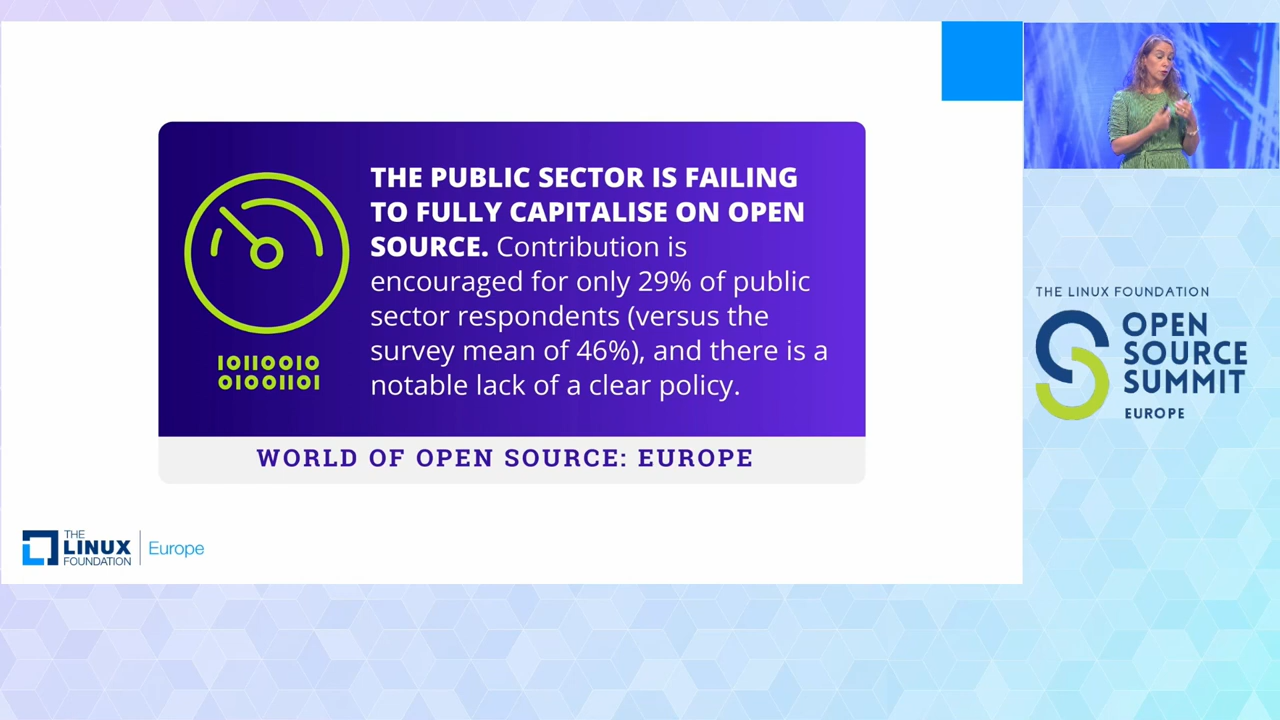 THE PUBLIC SECTOR IS FAILING
TO FULLY CAPITALISE ON OPEN
SOURCE. Contribution is
encouraged for only 29% of public
sector respondents (versus the
survey mean of 46%), and there is a
notable lack of a clear policy.
10110010
01001101
WORLD OF OPEN SOURCE: EUROPE
THE
LINUX
FOUNDATION
Europe
THE LINUX FOUNDATION
OPEN
SOURCE
SUMMIT
EUROPE